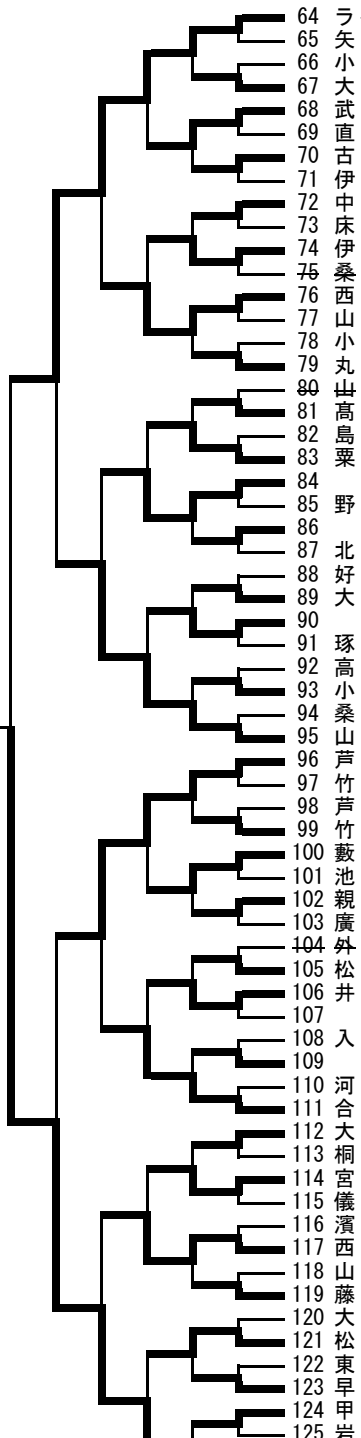 64 ラ
65 矢
66 小
67 大
68 武
69 直
70 古
71 伊
72 中
73 床
74 伊
75 桑
76 西
77 山
78 小
79 丸
80 山
81 髙
82 島
83 粟
84
85 野
86
87 北
88 好
89 大
90
91 琢
92 高
93 小
94 桑
95 山
96 芦
97 竹
98 芦
99 竹
100 藪
101 池
102 親
103 廣
104 外
105 松
106 井
107
108 入
109
110 河
111 合
112 大
113 桐
114 宮
115 儀
116 濱
117 西
118 山
119 藤
120 大
121 松
122 東
123 早
124 甲
125 岩